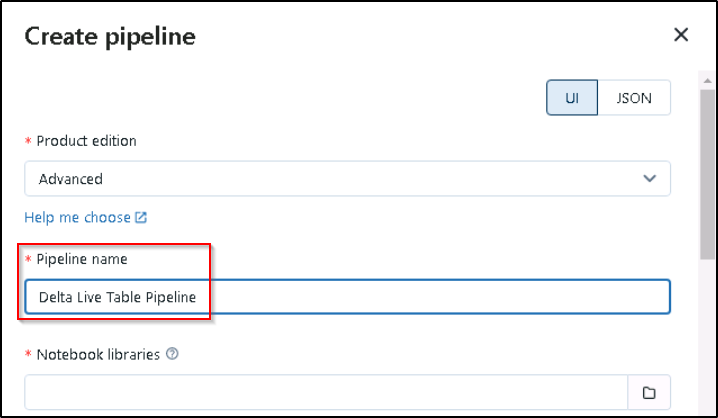 Create pipeline
UI JSON
* Product edition
Advanced
Help me choose
* Pipeline name
Delta Live Table Pipeline
* Notebook libraries